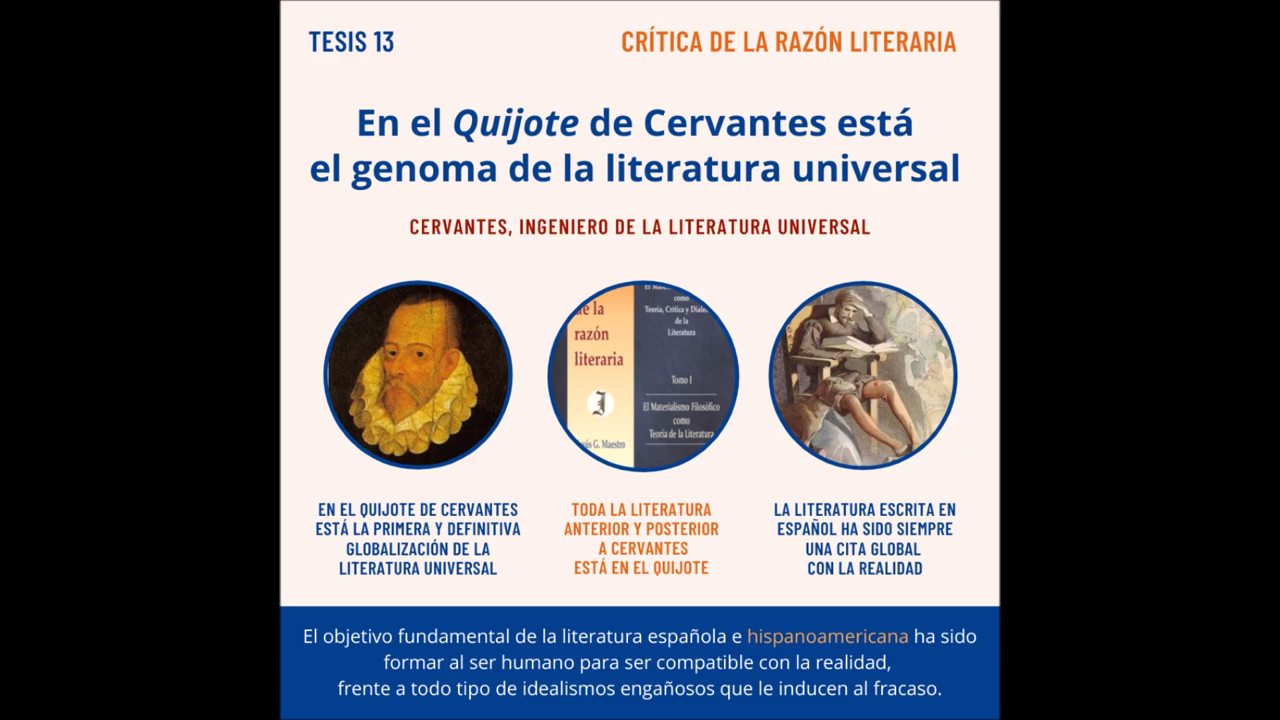 TESIS 13
CRÍTICA DE LA RAZÓN LITERARIA
En el Quijote de Cervantes está
el genoma de la literatura universal
CERVANTES, INGENIERO DE LA LITERATURA UNIVERSAL
de la
razón
literaria
J
G. Maestro
como
Teoría, Crítica y
de la
Literatura
Tomo I
El Materialismo Filosófico
como
Teoría de la Literatura
EN EL QUIJOTE DE CERVANTES
ESTÁ LA PRIMERA Y DEFINITIVA
GLOBALIZACIÓN DE LA
LITERATURA UNIVERSAL
TODA LA LITERATURA
ANTERIOR Y POSTERIOR
A CERVANTES
ESTÁ EN EL QUIJOTE
LA LITERATURA ESCRITA EN
ESPAÑOL HA SIDO SIEMPRE
UNA CITA GLOBAL
CON LA REALIDAD
El objetivo fundamental de la literatura española e hispanoamericana ha sido
formar al ser humano para ser compatible con la realidad,
frente a todo tipo de idealismos engañosos que le inducen al fracaso.